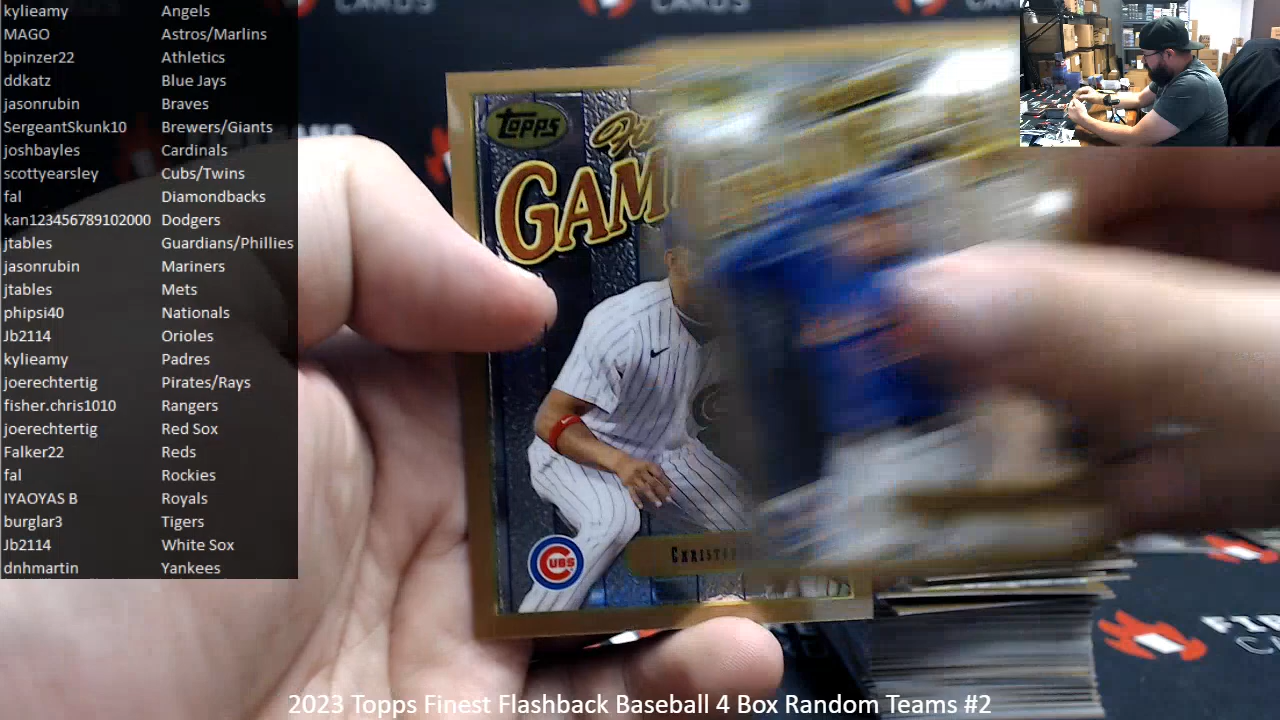 kylieamy Angels
MAGO Astros/Marlins
bpinzer22 Athletics
ddkatz Blue Jays
jasonrubin Braves
SergeantSkunk10 Brewers/Giants
joshbayles Cardinals
scottyearsley Cubs/Twins
fal Diamondbacks
kan123456789102000 Dodgers
jtables Guardians/Phillies
jasonrubin Mariners
jtables Mets
phipsi40 Nationals
Jb2114 Orioles
kylieamy Padres
joerechtertig Pirates/Rays
fisher.chris1010 Rangers
joerechtertig Red Sox
Falker22 Reds
fal Rockies
IYAOYAS B Royals
burglar3 Tigers
Jb2114 White Sox
dnhmartin Yankees
CARDS
CARDS
TOPPS
GAM
CUBS
2023 Topps Finest Flashback Baseball 4 Box Random Teams #2